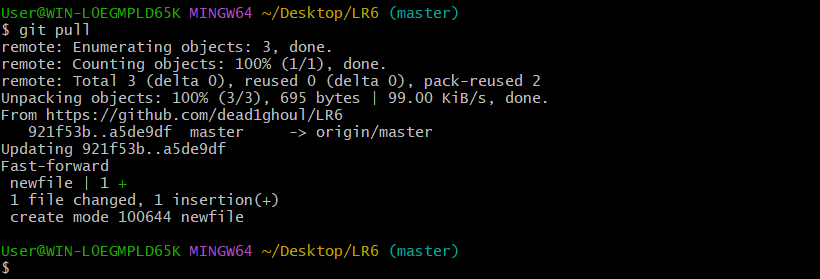 User@WIN-LOEGMPLD65K MINGW64 ~/Desktop/LR6 (master)
$ git pull
remote: Enumerating objects: 3, done.
remote: Counting objects: 100% (1/1), done.
remote: Total 3 (delta 0), reused 0 (delta 0), pack-reused 2
Unpacking objects: 100% (3/3), 695 bytes | 99.00 KiB/s, done.
From https://github.com/dead1ghoul/LR6
   921f53b..a5de9df  master     -> origin/master
Updating 921f53b..a5de9df
Fast-forward
 newfile | 1 +
 1 file changed, 1 insertion(+)
 create mode 100644 newfile
User@WIN-LOEGMPLD65K MINGW64 ~/Desktop/LR6 (master)
$